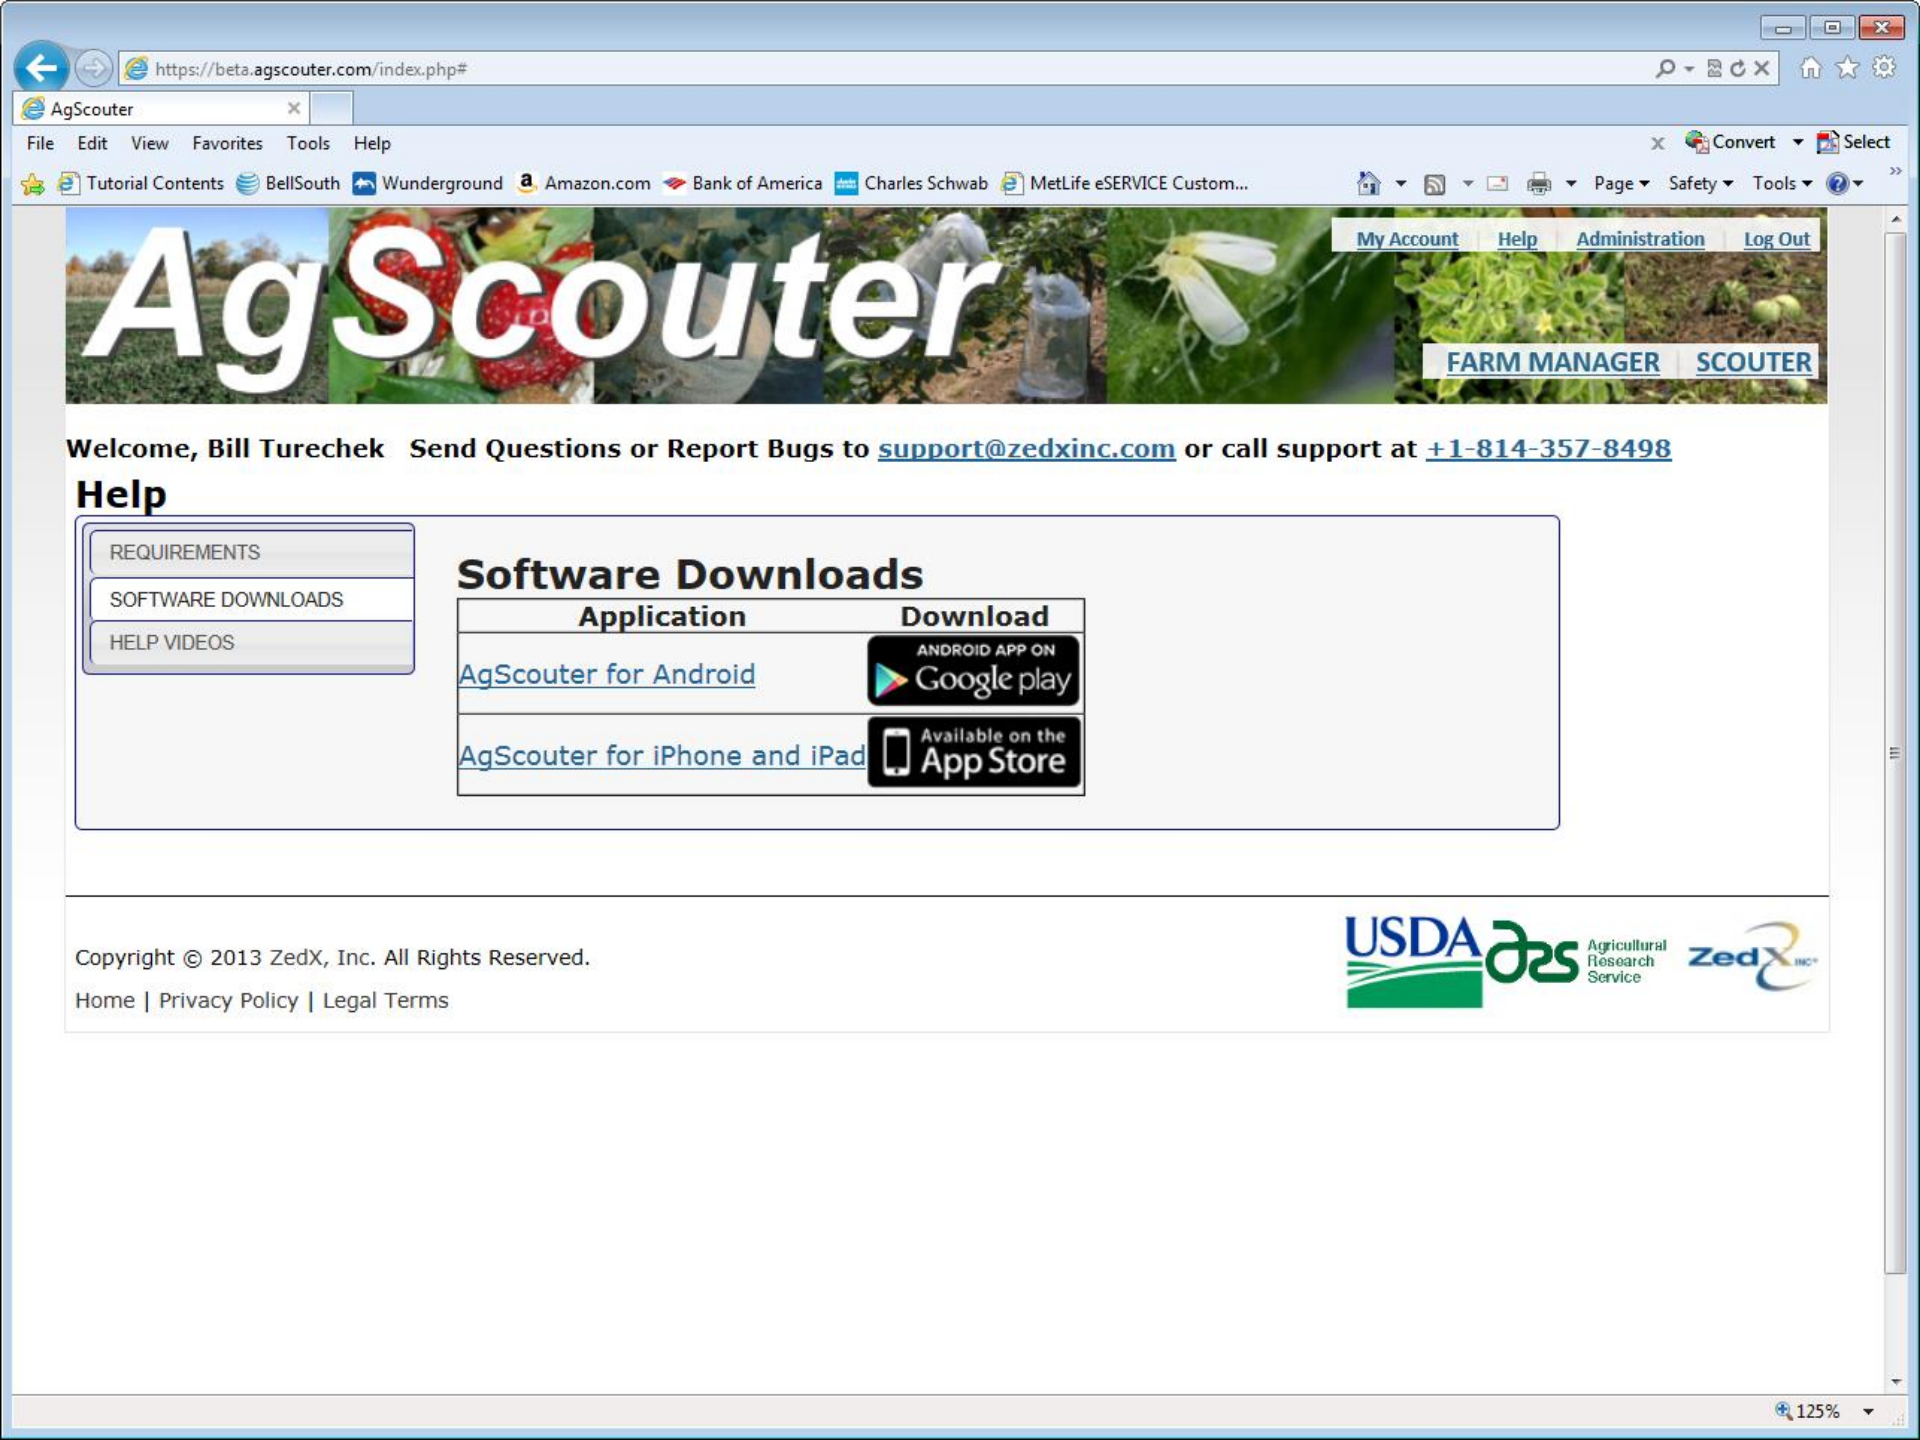 https://beta.agscouter.com/index.php#
AgScouter
File Edit View Favorites Tools Help
Convert Select
Tutorial Contents BellSouth Wunderground Amazon.com Bank of America Charles Schwab MetLife eSERVICE Custom... Page Safety Tools
My Account Help Administration Log Out
AgScouter
FARM MANAGER SCOUTER
Welcome, Bill Turechek Send Questions or Report Bugs to support@zedxinc.com or call support at +1-814-357-8498
Help
REQUIREMENTS
SOFTWARE DOWNLOADS
HELP VIDEOS
Software Downloads
Application Download
AgScouter for Android
ANDROID APP ON
Google play
AgScouter for iPhone and iPad
Available on the
App Store
Copyright © 2013 ZedX, Inc. All Rights Reserved.
Home | Privacy Policy | Legal Terms
USDA
ars
Agricultural
Research
Service
ZedX INC
125%